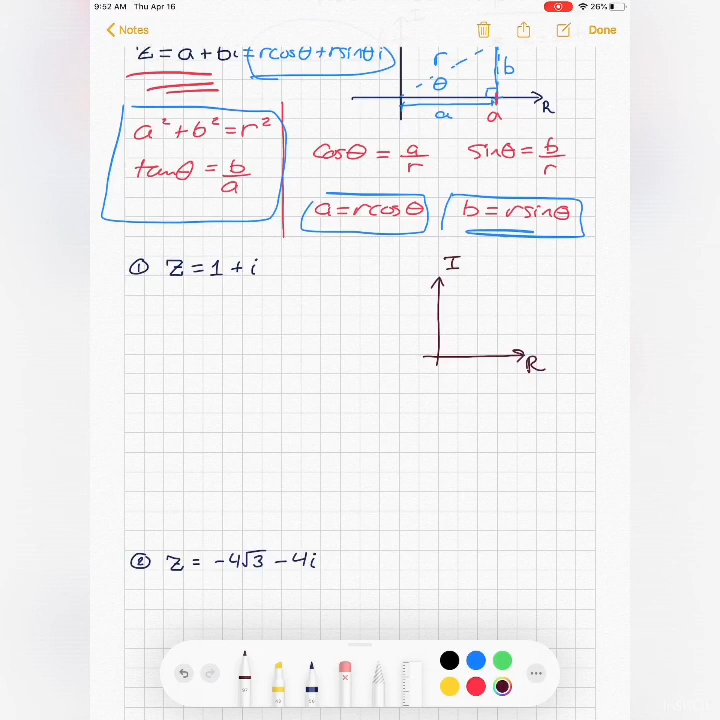 9:52 AM Thu Apr 16
26%
Notes
Done
Z = a + bi = rcosθ + rsinθ i
r
θ
b
a
a
R
a² + b² = r²
tanθ = b/a
cosθ = a/r
sinθ = b/r
a = rcosθ
b = rsinθ
① Z = 1 + i
I
R
② Z = -4√3 - 4i